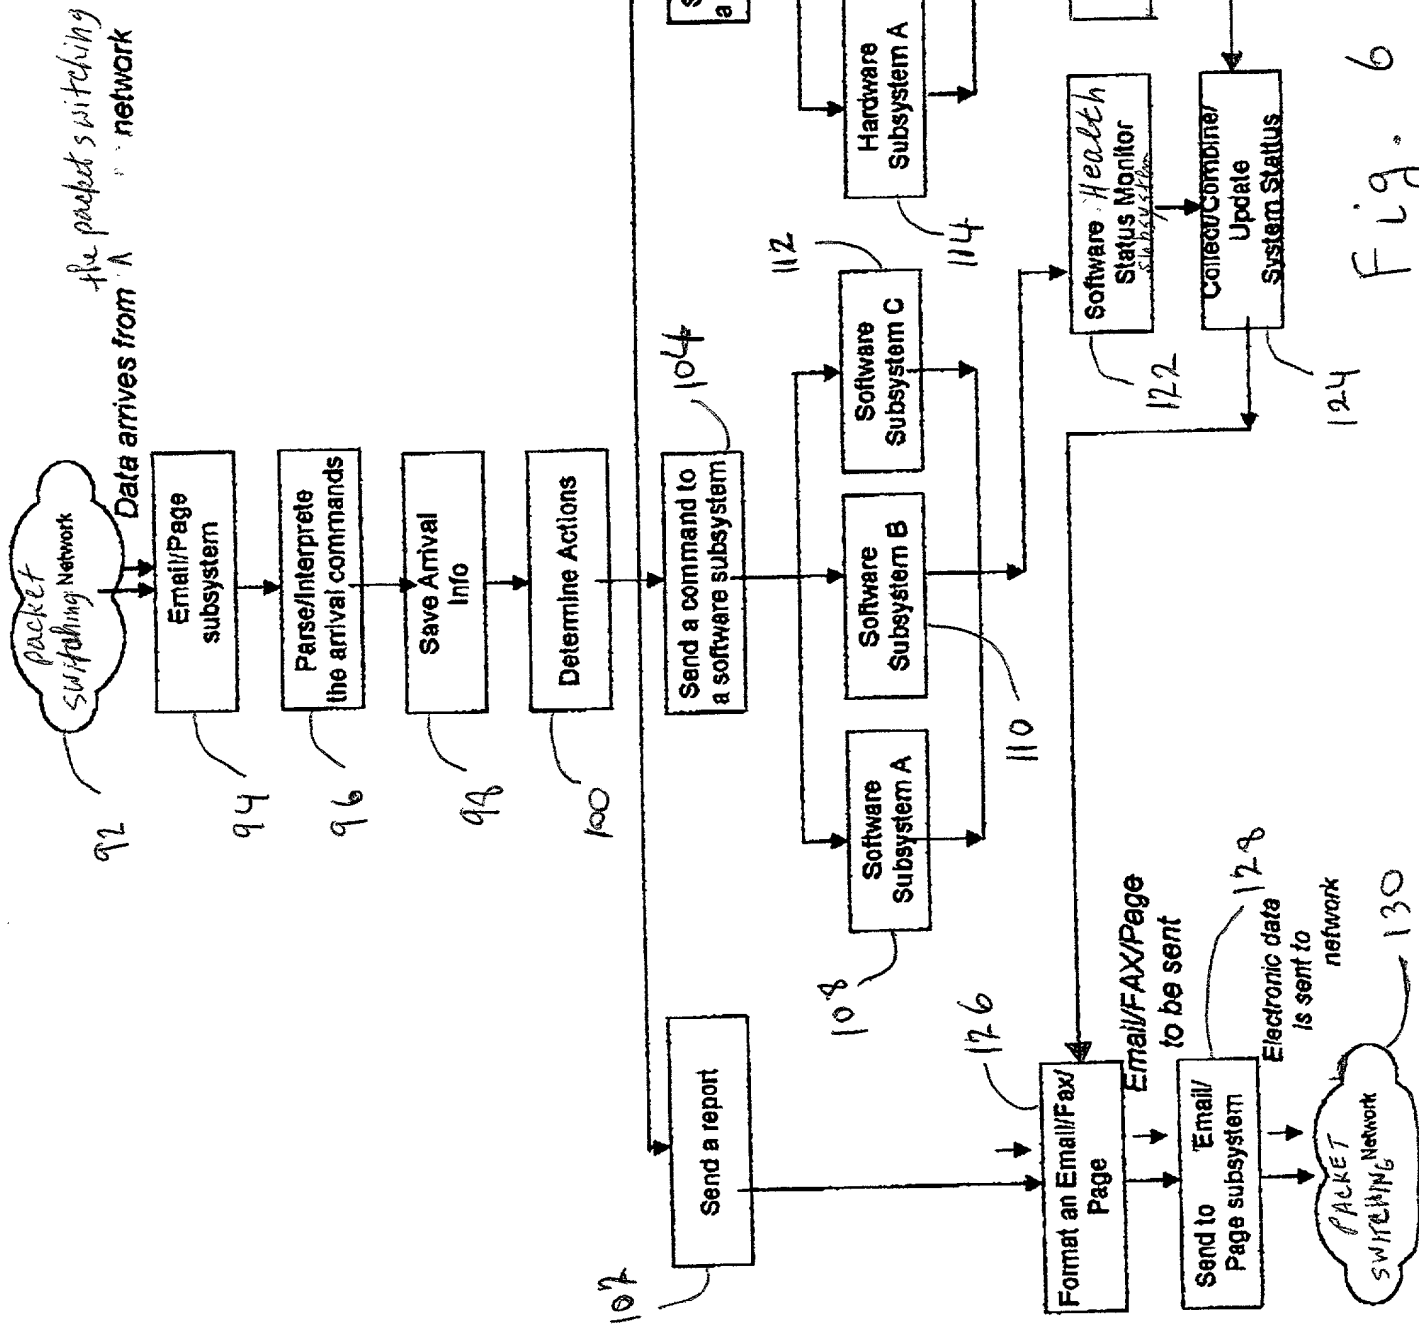 the packet switching
Data arrives from Λ
network
packet
switching Network
92
Email/Page
subsystem
94
Parse/Interprete
the arrival commands
96
Save Arrival
Info
98
Determine Actions
100
Send a report
102
Send a command to
a software subsystem
104
S
a
Software
Subsystem A
108
Software
Subsystem B
110
Software
Subsystem C
112
Hardware
Subsystem A
114
Software Health
Status Monitor
subsystem
122
Collect/Combine/
Update
System Stattus
124
Format an Email/Fax/
Page
126
Email/FAX/Page
to be sent
Send to Email/
Page subsystem
128
Electronic data
is sent to
network
PACKET
SWITCHING Network
130
Fig. 6